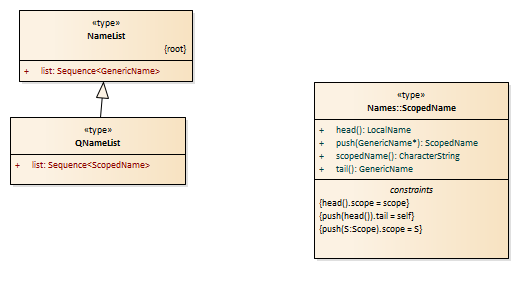 «type»
NameList
{root}
+ list: Sequence<GenericName>
«type»
QNameList
+ list: Sequence<ScopedName>
«type»
Names::ScopedName
+ head(): LocalName
+ push(GenericName*): ScopedName
+ scopedName(): CharacterString
+ tail(): GenericName
constraints
{head().scope = scope}
{push(head()).tail = self}
{push(S:Scope).scope = S}